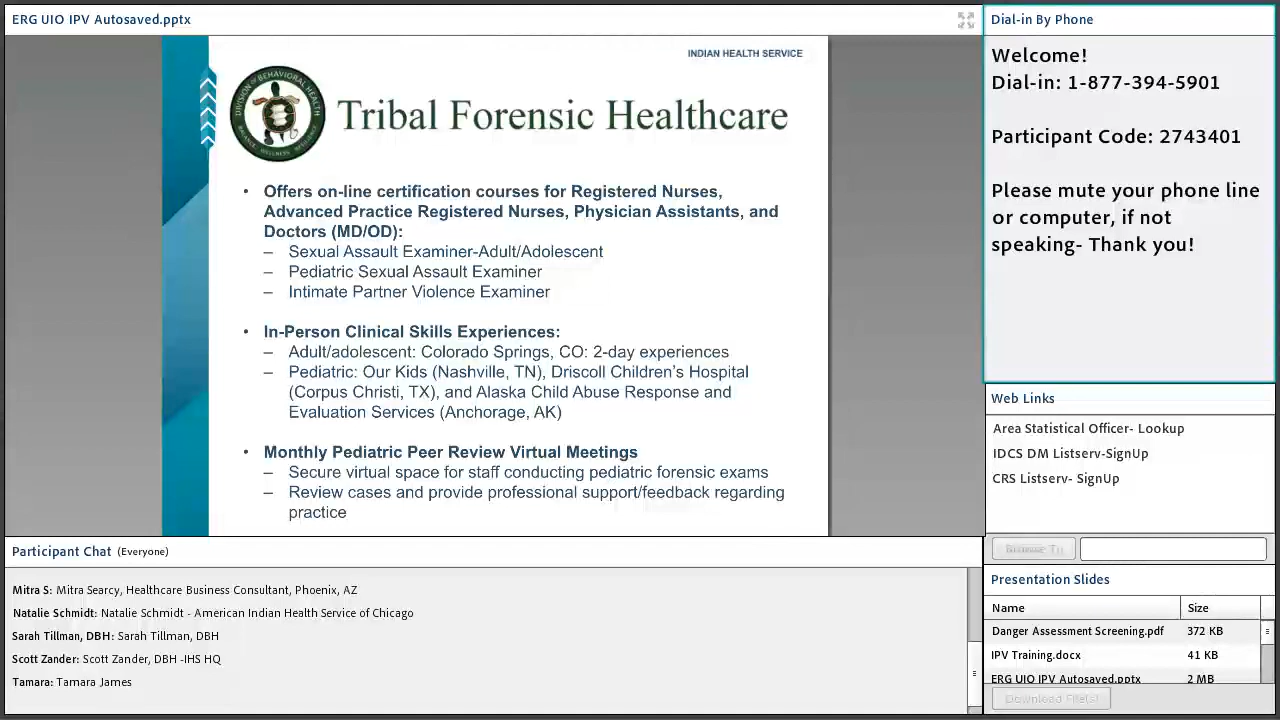 ERG UIO IPV Autosaved.pptx
INDIAN HEALTH SERVICE
DIVISION OF BEHAVIORAL HEALTH
Tribal Forensic Healthcare
• Offers on-line certification courses for Registered Nurses,
Advanced Practice Registered Nurses, Physician Assistants, and
Doctors (MD/OD):
– Sexual Assault Examiner-Adult/Adolescent
– Pediatric Sexual Assault Examiner
– Intimate Partner Violence Examiner
• In-Person Clinical Skills Experiences:
– Adult/adolescent: Colorado Springs, CO: 2-day experiences
– Pediatric: Our Kids (Nashville, TN), Driscoll Children's Hospital
(Corpus Christi, TX), and Alaska Child Abuse Response and
Evaluation Services (Anchorage, AK)
• Monthly Pediatric Peer Review Virtual Meetings
– Secure virtual space for staff conducting pediatric forensic exams
– Review cases and provide professional support/feedback regarding
practice
Participant Chat (Everyone)
Mitra S: Mitra Searcy, Healthcare Business Consultant, Phoenix, AZ
Natalie Schmidt: Natalie Schmidt - American Indian Health Service of Chicago
Sarah Tillman, DBH: Sarah Tillman, DBH
Scott Zander: Scott Zander, DBH -IHS HQ
Tamara: Tamara James
Dial-in By Phone
Welcome!
Dial-in: 1-877-394-5901
Participant Code: 2743401
Please mute your phone line
or computer, if not
speaking- Thank you!
Web Links
Area Statistical Officer- Lookup
IDCS DM Listserv-SignUp
CRS Listserv- SignUp
Browse To
Presentation Slides
Name Size
Danger Assessment Screening.pdf 372 KB
IPV Training.docx 41 KB
ERG UIO IPV Autosaved.pptx 2 MB
Download File(s)